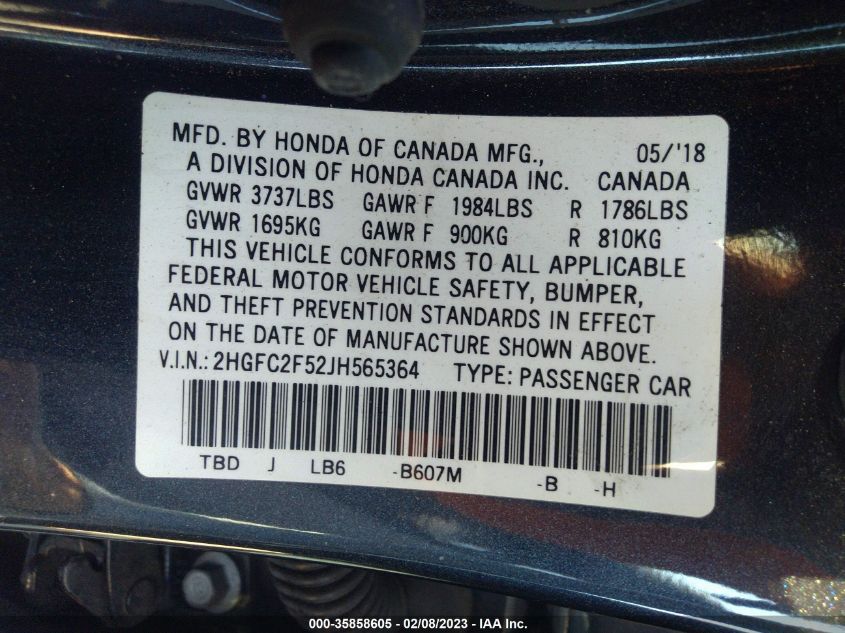 MFD. BY HONDA OF CANADA MFG., 05/'18
A DIVISION OF HONDA CANADA INC. CANADA
GVWR 3737LBS GAWR F 1984LBS R 1786LBS
GVWR 1695KG GAWR F 900KG R 810KG
THIS VEHICLE CONFORMS TO ALL APPLICABLE
FEDERAL MOTOR VEHICLE SAFETY, BUMPER,
AND THEFT PREVENTION STANDARDS IN EFFECT
ON THE DATE OF MANUFACTURE SHOWN ABOVE.
V.I.N.: 2HGFC2F52JH565364 TYPE: PASSENGER CAR
TBD J LB6 -B607M -B -H
000-35858605 - 02/08/2023 - IAA Inc.